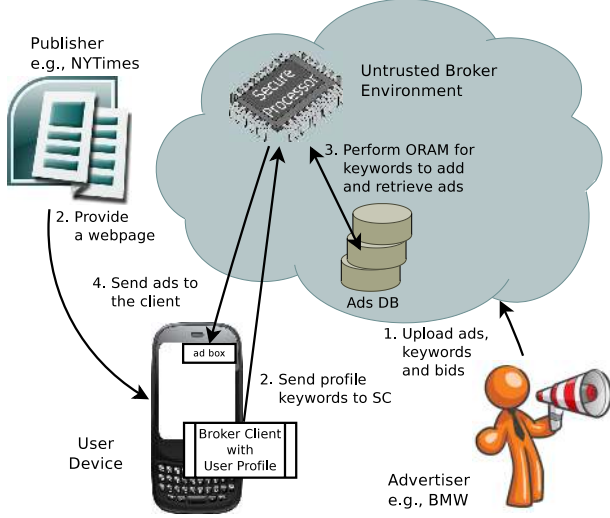 Publisher
e.g., NYTimes
Secure
Processor
Untrusted Broker
Environment
3. Perform ORAM for
keywords to add
and retrieve ads
2. Provide
a webpage
4. Send ads to
the client
Ads DB
1. Upload ads,
keywords
and bids
ad box
2. Send profile
keywords to SC
Broker Client
with
User Profile
User
Device
Advertiser
e.g., BMW